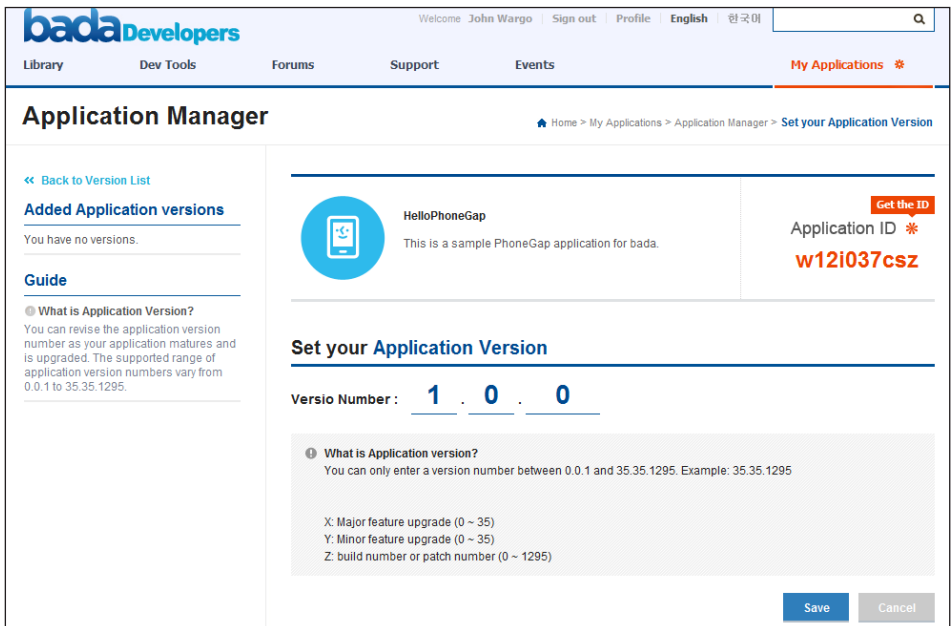 bada Developers
Welcome John Wargo Sign out Profile English 한국어
Library Dev Tools Forums Support Events My Applications
Application Manager
Home > My Applications > Application Manager > Set your Application Version
Back to Version List
Added Application versions
You have no versions.
Guide
What is Application Version?
You can revise the application version
number as your application matures and
is upgraded. The supported range of
application version numbers vary from
0.0.1 to 35.35.1295.
HelloPhoneGap
This is a sample PhoneGap application for bada.
Get the ID
Application ID
w12i037csz
Set your Application Version
Versio Number : 1 . 0 . 0
What is Application version?
You can only enter a version number between 0.0.1 and 35.35.1295. Example: 35.35.1295
X: Major feature upgrade (0 ~ 35)
Y: Minor feature upgrade (0 ~ 35)
Z: build number or patch number (0 ~ 1295)
Save Cancel